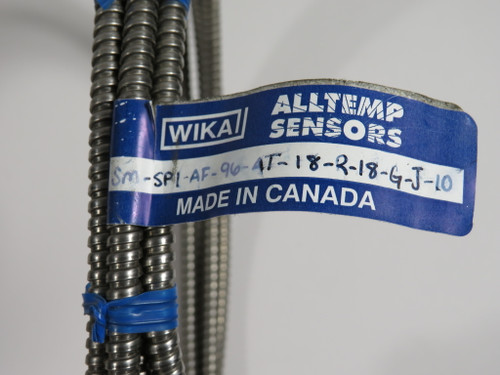 WIKA
ALLTEMP
SENSORS
Sm-SP1-AF-96-AT-18-R-18-G-J-10
MADE IN CANADA